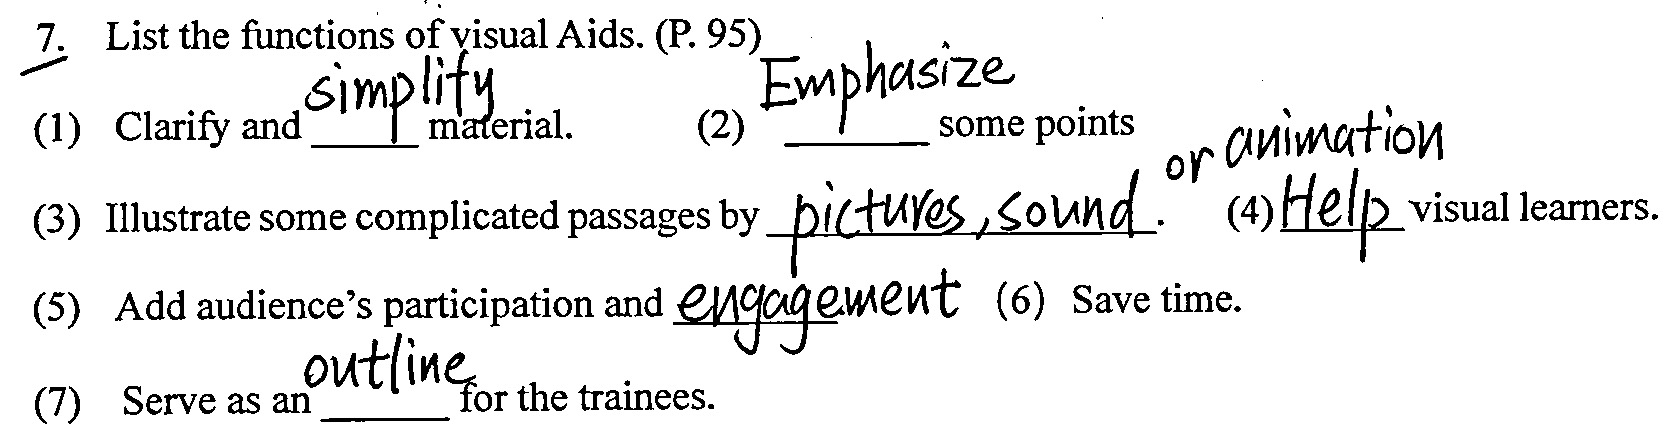 7. List the functions of visual Aids. (P. 95)
(1) Clarify and simplify material. (2) Emphasize some points
(3) Illustrate some complicated passages by pictures, sound or animation. (4) Help visual learners.
(5) Add audience's participation and engagement (6) Save time.
(7) Serve as an outline for the trainees.